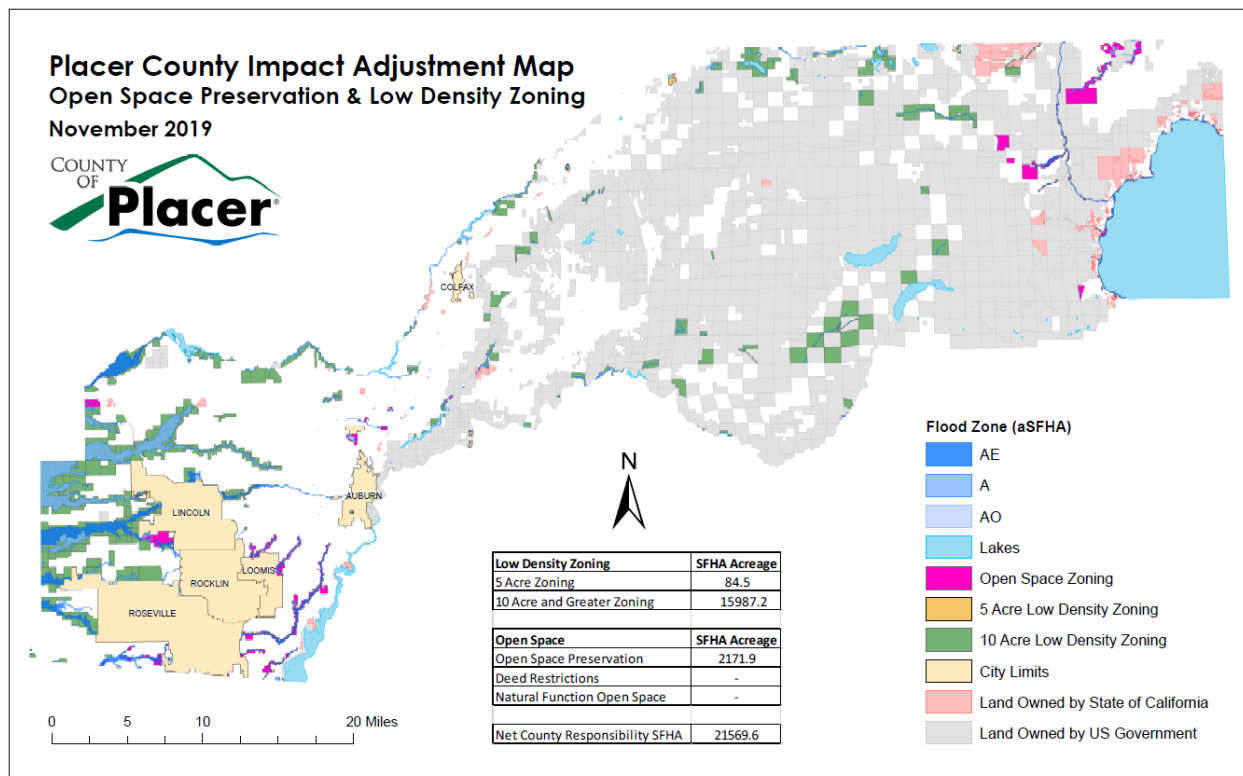 Placer County Impact Adjustment Map
Open Space Preservation & Low Density Zoning
November 2019
COUNTY
OF
Placer®
COLFAX
AUBURN
LINCOLN
LOOMIS
ROCKLIN
ROSEVILLE
N
Flood Zone (aSFHA)
AE
A
AO
Lakes
Open Space Zoning
5 Acre Low Density Zoning
10 Acre Low Density Zoning
City Limits
Land Owned by State of California
Land Owned by US Government
Low Density Zoning SFHA Acreage
5 Acre Zoning 84.5
10 Acre and Greater Zoning 15987.2
Open Space SFHA Acreage
Open Space Preservation 2171.9
Deed Restrictions -
Natural Function Open Space -
Net County Responsibility SFHA 21569.6
0 5 10 20 Miles